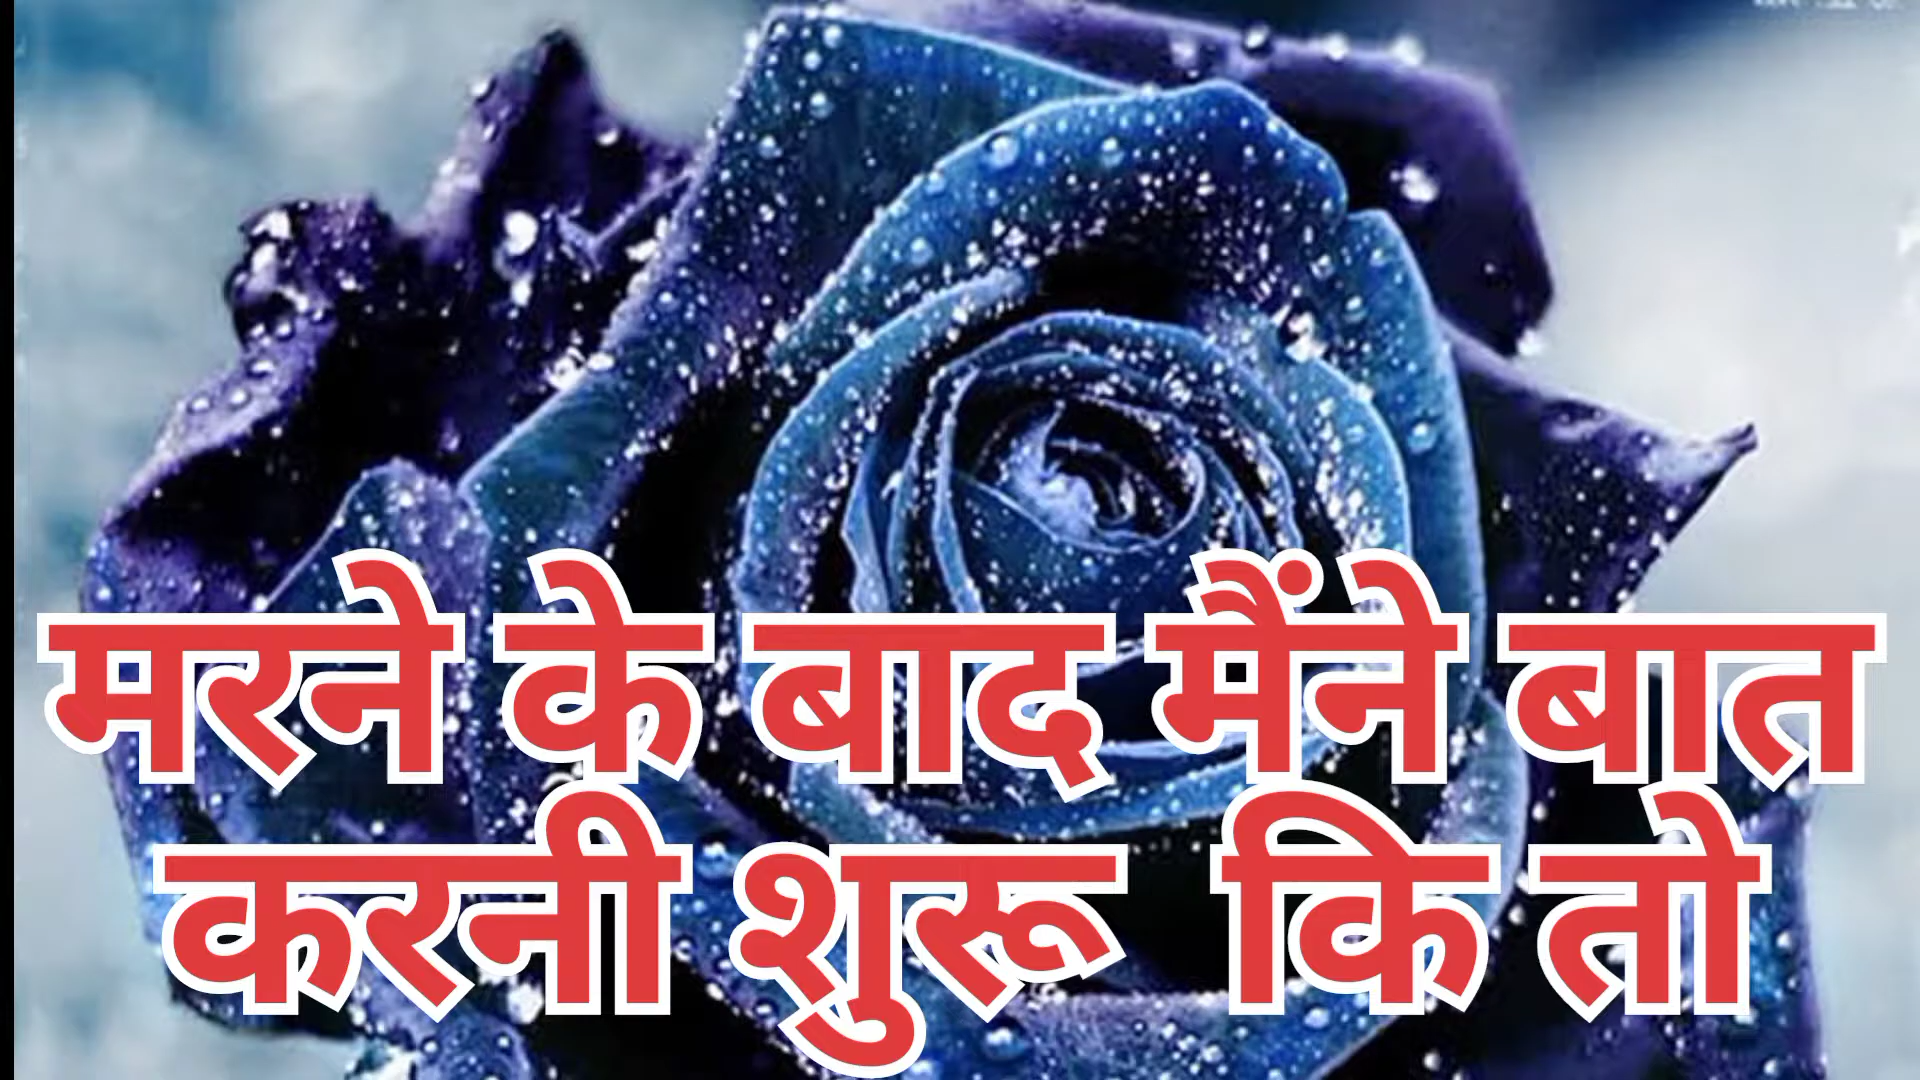 मरने के बाद मैंने बात
करनी शुरू कि तो